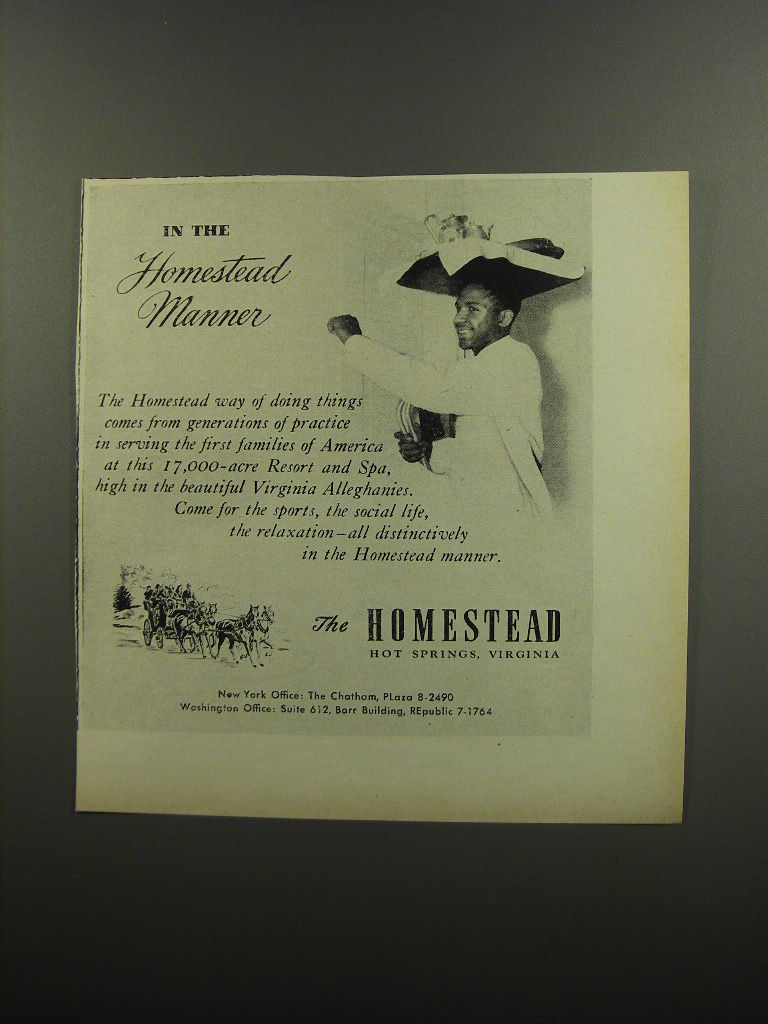 IN THE
Homestead
Manner
The Homestead way of doing things
comes from generations of practice
in serving the first families of America
at this 17,000-acre Resort and Spa,
high in the beautiful Virginia Alleghanies.
Come for the sports, the social life,
the relaxation—all distinctively
in the Homestead manner.
The HOMESTEAD
HOT SPRINGS, VIRGINIA
New York Office: The Chatham, PLaza 8-2490
Washington Office: Suite 612, Barr Building, REpublic 7-1764